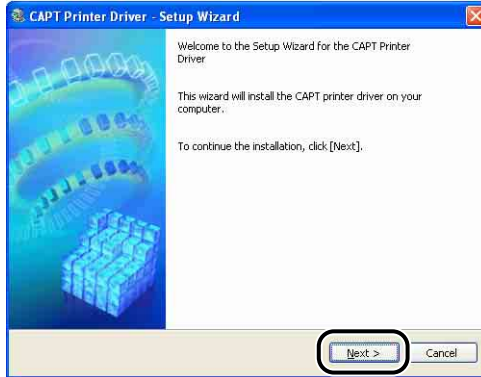 CAPT Printer Driver - Setup Wizard
Welcome to the Setup Wizard for the CAPT Printer
Driver
This wizard will install the CAPT printer driver on your
computer.
To continue the installation, click [Next].
Next >
Cancel